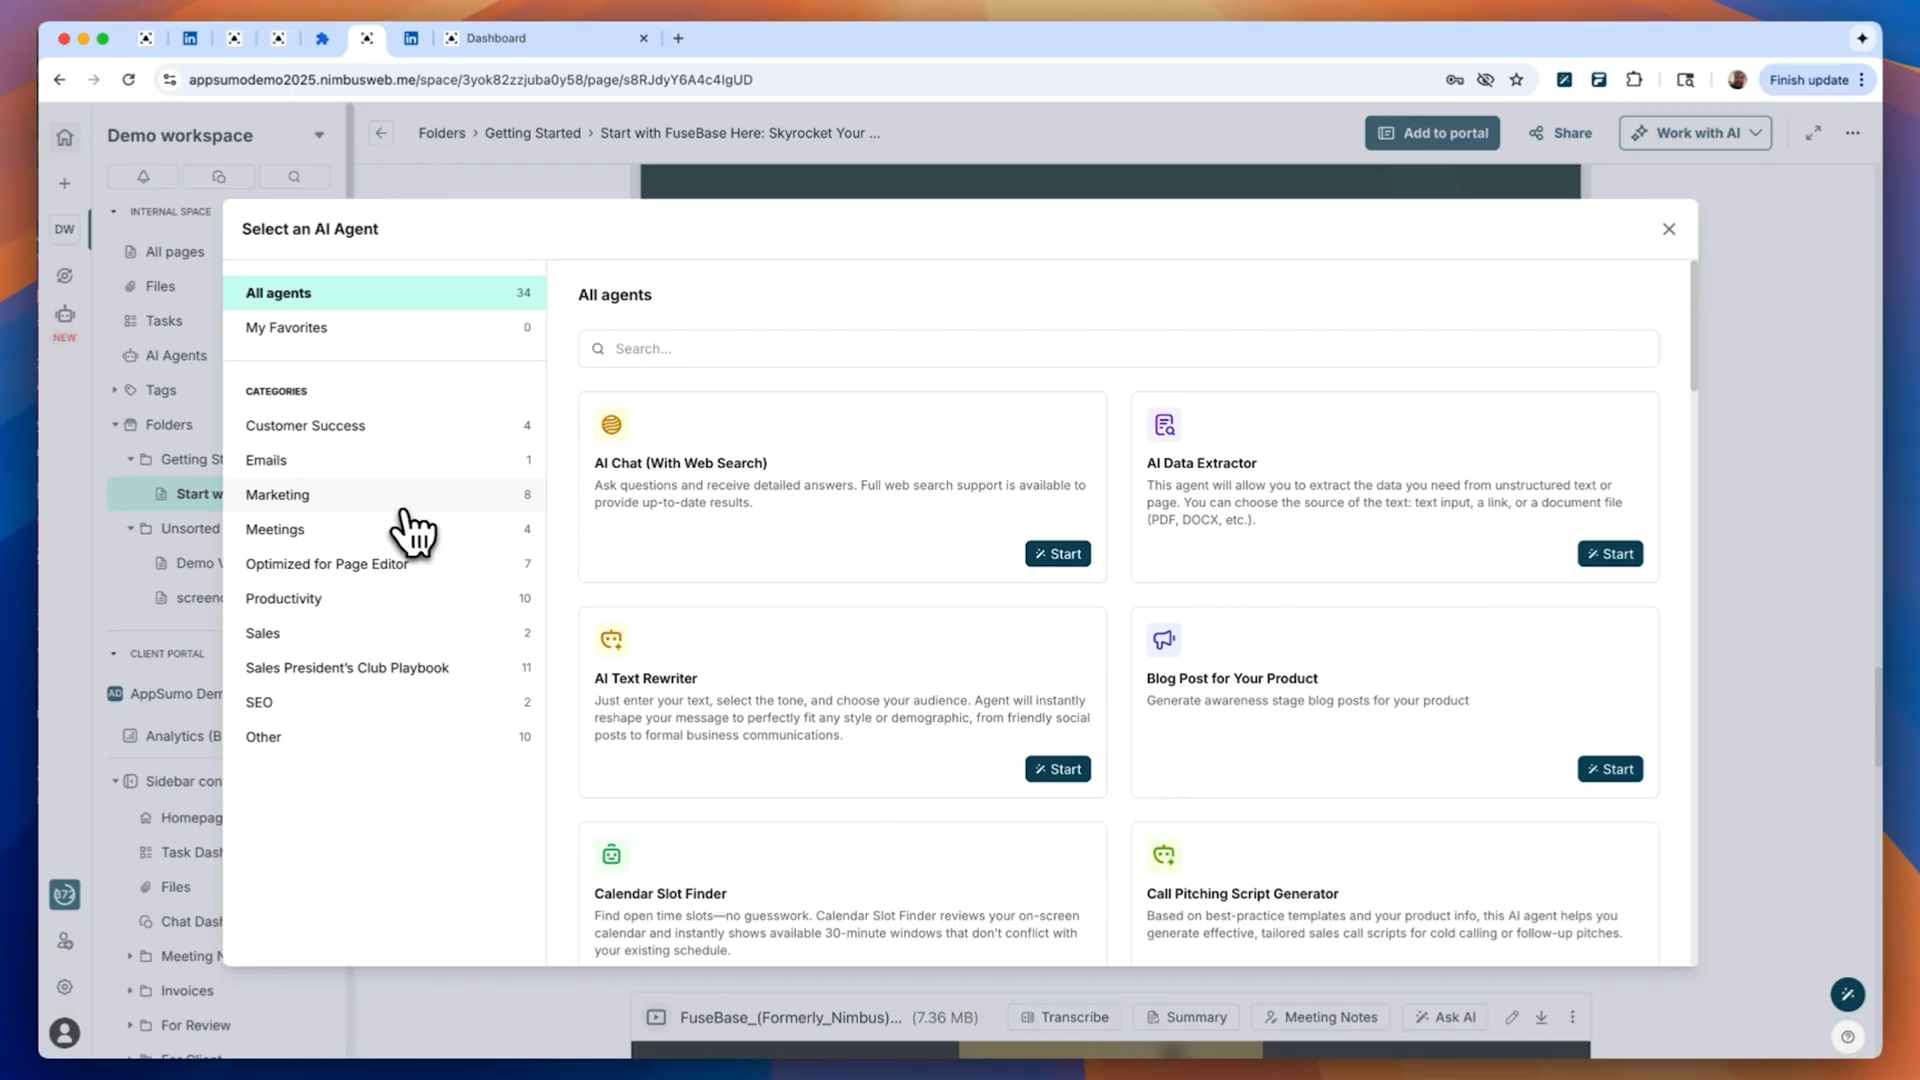 Dashboard
appsumodemo2025.nimbusweb.me/space/3yok82zzjuba0y58/page/s8RJdyY6A4c4lgUD
Finish update
Demo workspace
Folders › Getting Started › Start with FuseBase Here: Skyrocket Your ...
Add to portal
Share
Work with AI
DW
NEW
INTERNAL SPACE
All pages
Files
Tasks
AI Agents
Tags
Folders
Getting St
Start w
Unsorted
Demo V
screenc
CLIENT PORTAL
AD AppSumo Dem
Analytics (B
Sidebar con
Homepag
Task Dash
Files
Chat Dash
Meeting N
Invoices
For Review
Select an AI Agent
All agents 34
My Favorites 0
CATEGORIES
Customer Success 4
Emails 1
Marketing 8
Meetings 4
Optimized for Page Editor 7
Productivity 10
Sales 2
Sales President's Club Playbook 11
SEO 2
Other 10
All agents
Search...
AI Chat (With Web Search)
Ask questions and receive detailed answers. Full web search support is available to
provide up-to-date results.
Start
AI Data Extractor
This agent will allow you to extract the data you need from unstructured text or
page. You can choose the source of the text: text input, a link, or a document file
(PDF, DOCX, etc.).
Start
AI Text Rewriter
Just enter your text, select the tone, and choose your audience. Agent will instantly
reshape your message to perfectly fit any style or demographic, from friendly social
posts to formal business communications.
Start
Blog Post for Your Product
Generate awareness stage blog posts for your product
Start
Calendar Slot Finder
Find open time slots—no guesswork. Calendar Slot Finder reviews your on-screen
calendar and instantly shows available 30-minute windows that don't conflict with
your existing schedule.
Call Pitching Script Generator
Based on best-practice templates and your product info, this AI agent helps you
generate effective, tailored sales call scripts for cold calling or follow-up pitches.
FuseBase_(Formerly_Nimbus)... (7.36 MB)
Transcribe
Summary
Meeting Notes
Ask AI